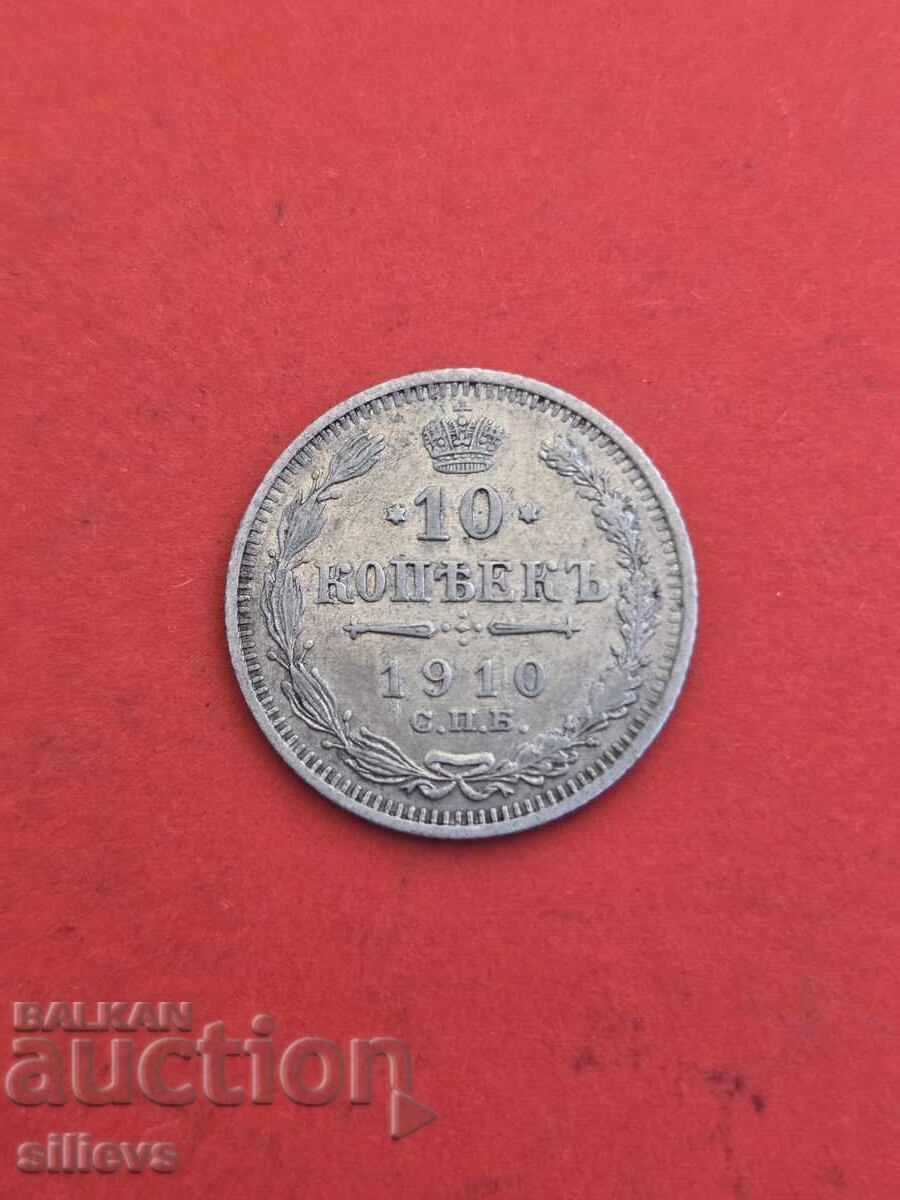 10
КОПѢЕКЪ
1910
С.П.Б.
BALKAN
auction
silievs